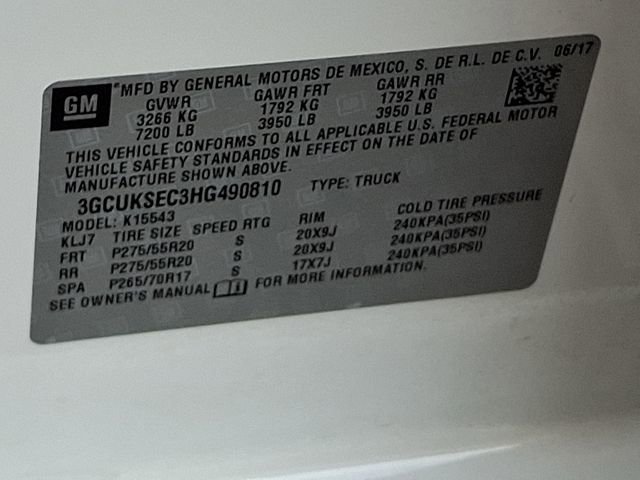 GM
*MFD BY GENERAL MOTORS DE MEXICO, S. DE R.L. DE C.V. 06/17
GVWR GAWR FRT GAWR RR
3266 KG 1792 KG 1792 KG
7200 LB 3950 LB 3950 LB
THIS VEHICLE CONFORMS TO ALL APPLICABLE U.S. FEDERAL MOTOR
VEHICLE SAFETY STANDARDS IN EFFECT ON THE DATE OF
MANUFACTURE SHOWN ABOVE.
3GCUKSEC3HG490810 TYPE: TRUCK
MODEL: K15543
KLJ7 TIRE SIZE SPEED RTG RIM COLD TIRE PRESSURE
FRT P275/55R20 S 20X9J 240KPA(35PSI)
RR P275/55R20 S 20X9J 240KPA(35PSI)
SPA P265/70R17 S 17X7J 240KPA(35PSI)
SEE OWNER'S MANUAL FOR MORE INFORMATION.